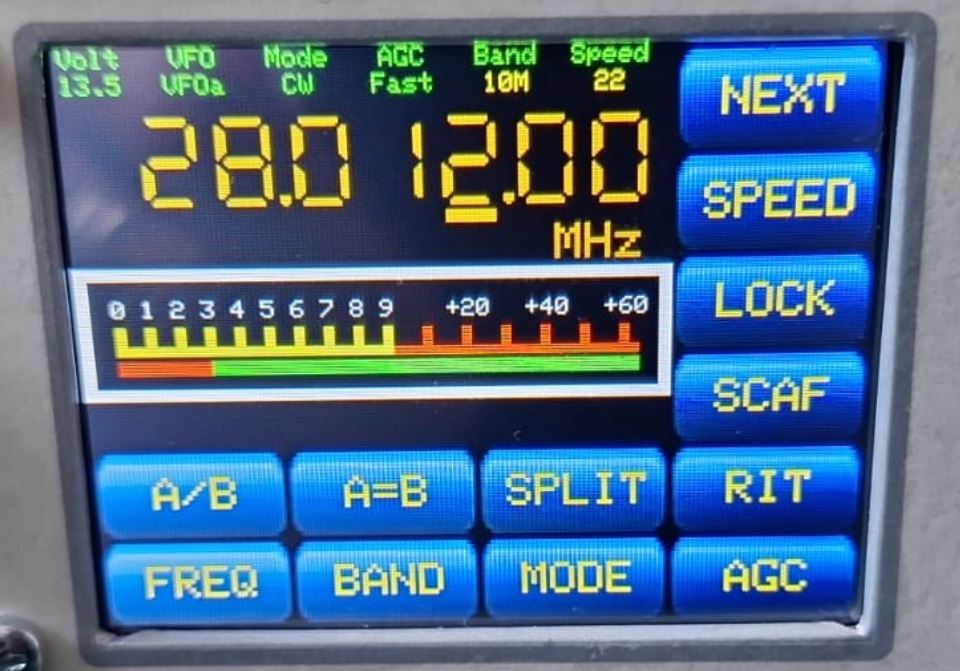 Volt VFO Mode AGC Band Speed
13.5 VFOa CW Fast 10M 22
NEXT
28.0 12.00
MHz
SPEED
0 1 2 3 4 5 6 7 8 9 +20 +40 +60
LOCK
SCAF
A/B A=B SPLIT RIT
FREQ BAND MODE AGC